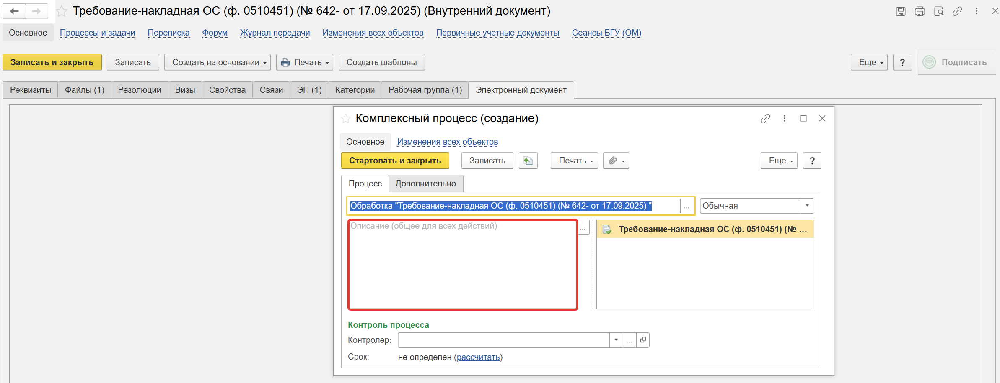 Требование-накладная ОС (ф. 0510451) (№ 642- от 17.09.2025) (Внутренний документ)
Основное Процессы и задачи Переписка Форум Журнал передачи Изменения всех объектов Первичные учетные документы Сеансы БГУ (ОМ)
Записать и закрыть Записать Создать на основании Печать Создать шаблоны Еще ? Подписать
Реквизиты Файлы (1) Резолюции Визы Свойства Связи ЭП (1) Категории Рабочая группа (1) Электронный документ
Комплексный процесс (создание)
Основное Изменения всех объектов
Стартовать и закрыть Записать Печать Еще ?
Процесс Дополнительно
Обработка "Требование-накладная ОС (ф. 0510451) (№ 642- от 17.09.2025) " ... Обычная
Описание (общее для всех действий) ... Требование-накладная ОС (ф. 0510451) (№ ...
Контроль процесса
Контролер: ...
Срок: не определен (рассчитать)